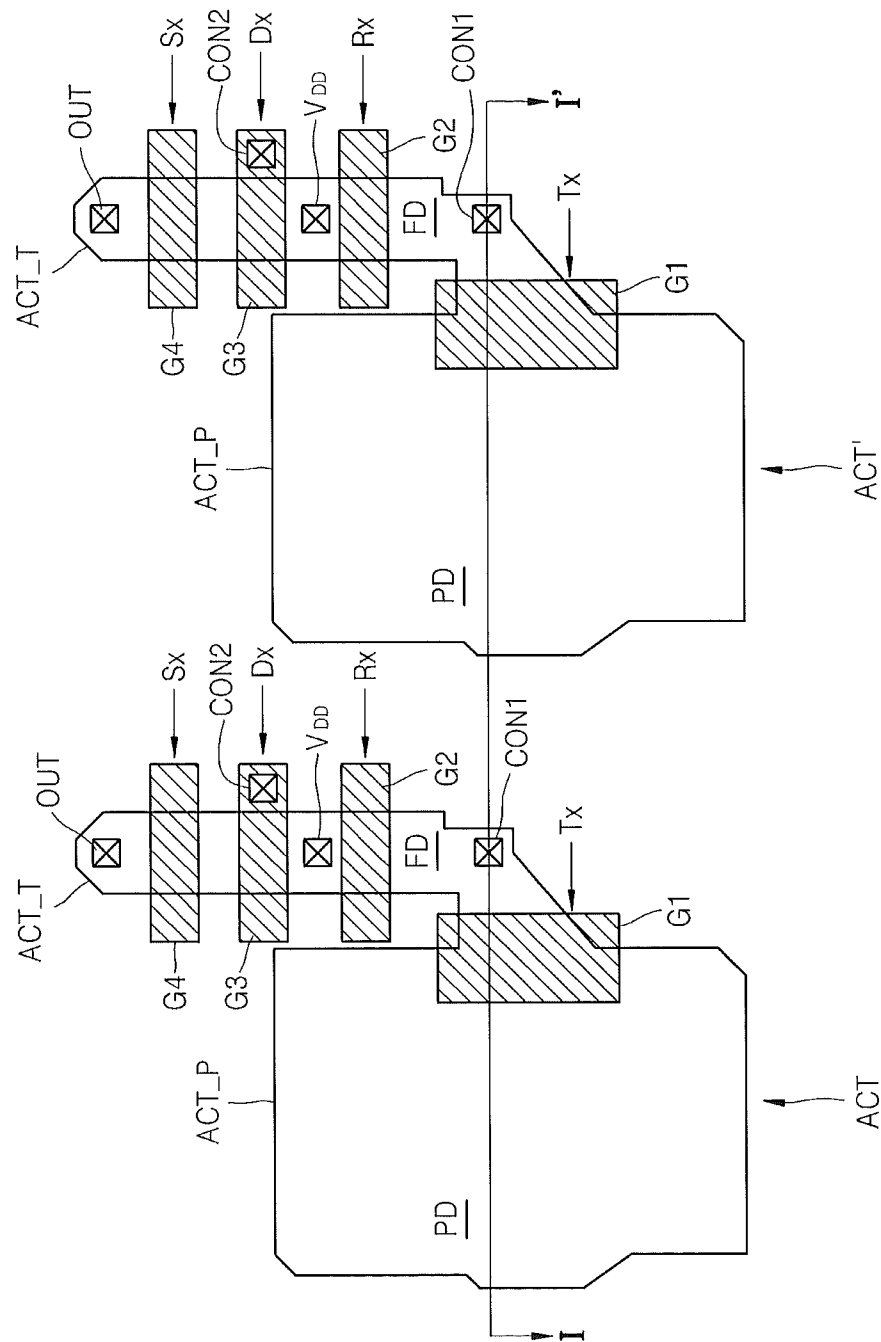 OUT
Sx
CON2
Dx
VDD
Rx
G2
CON1
Tx
G1
FD
G3
G4
ACT_T
ACT_P
PD
ACT
I
OUT
Sx
CON2
Dx
VDD
Rx
G2
CON1
I'
Tx
G1
FD
G3
G4
ACT_T
ACT_P
PD
ACT'